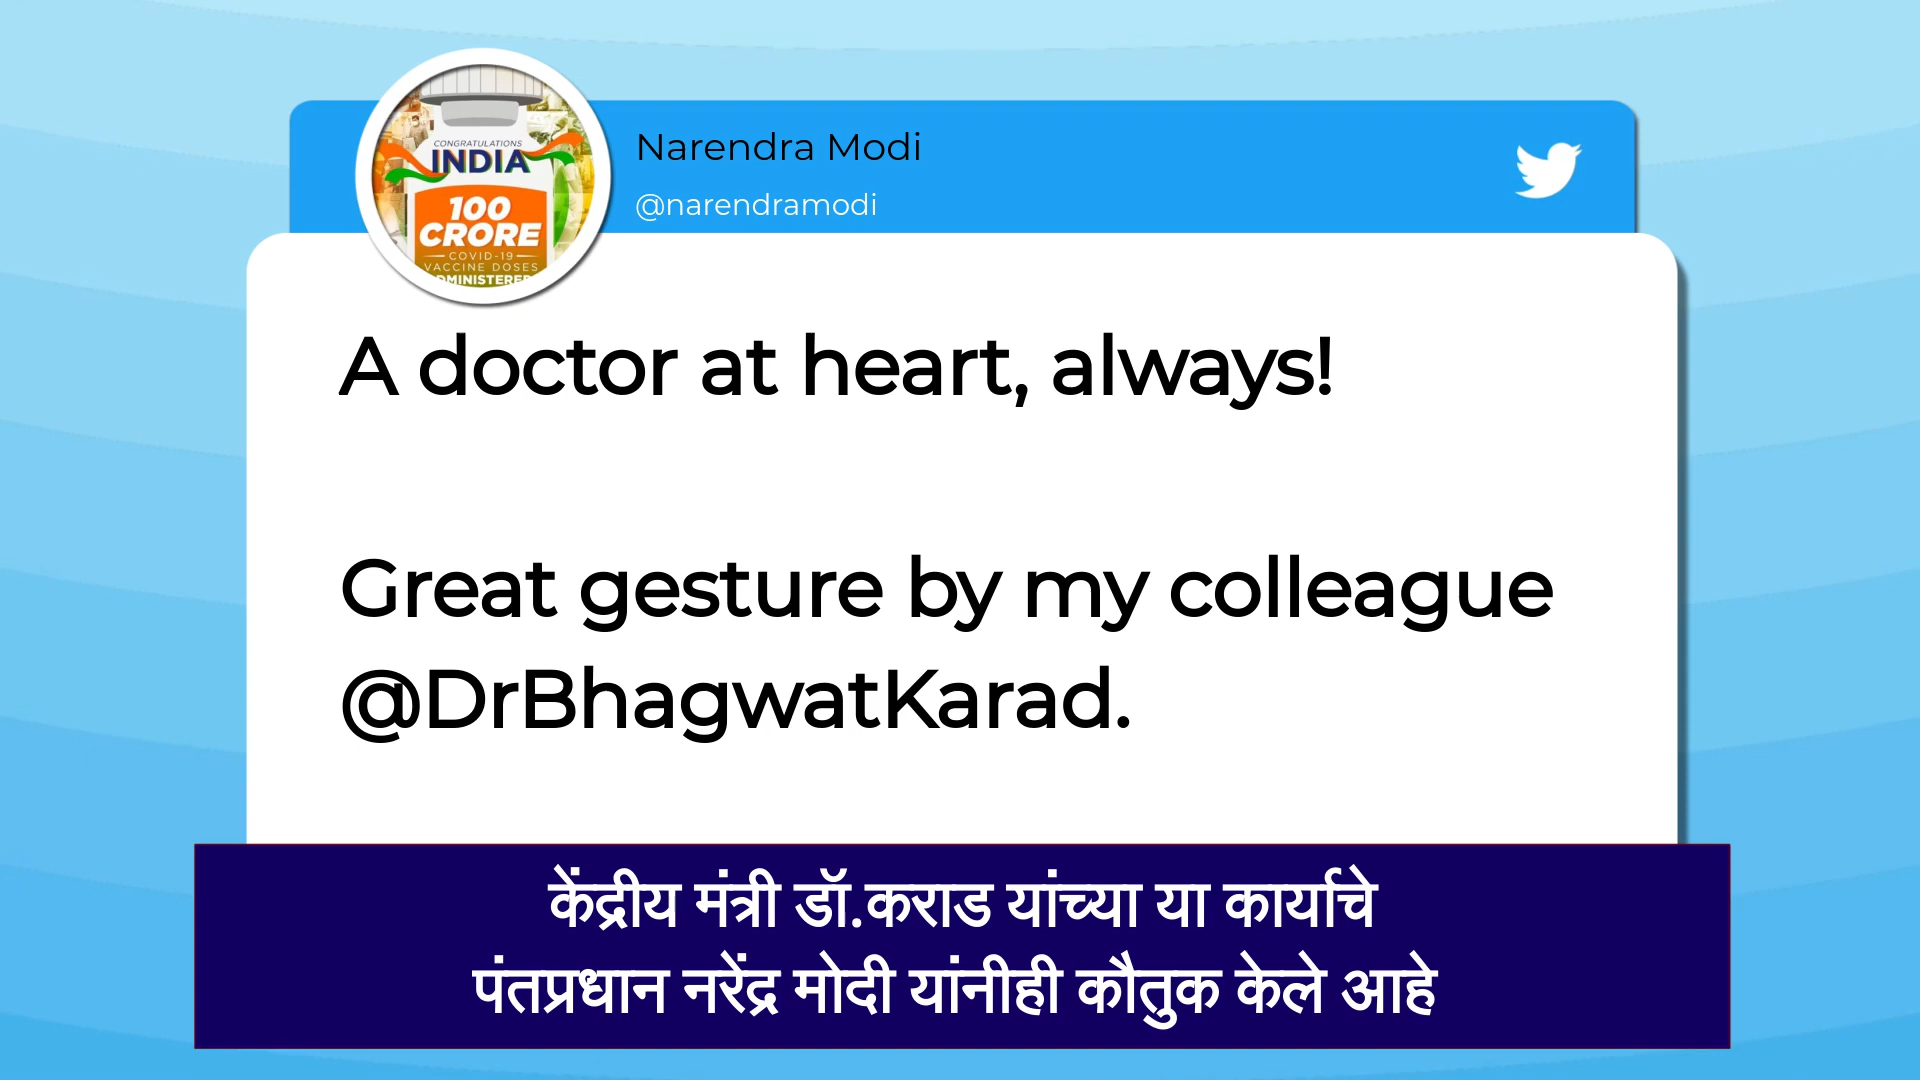 CONGRATULATIONS
INDIA
100
CRORE
COVID-19
VACCINE DOSES
Narendra Modi
@narendramodi
A doctor at heart, always!
Great gesture by my colleague
@DrBhagwatKarad.
केंद्रीय मंत्री डॉ.कराड यांच्या या कार्याचे
पंतप्रधान नरेंद्र मोदी यांनीही कौतुक केले आहे